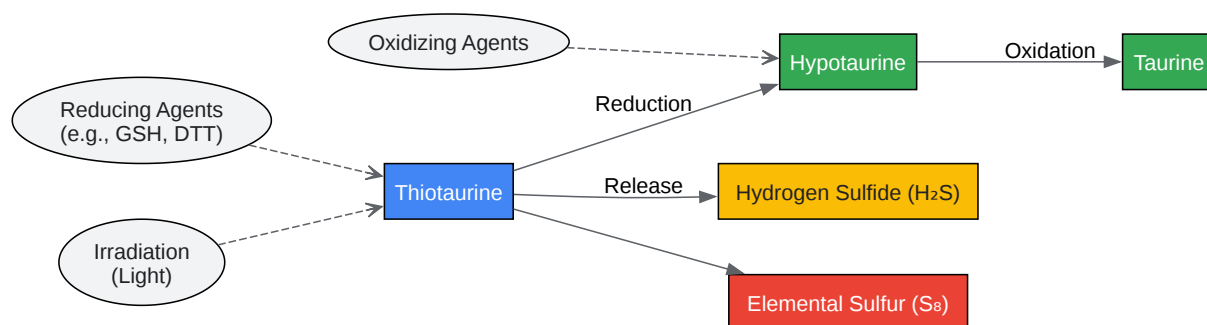 Oxidizing Agents
Hypotaurine
Oxidation
Taurine
Reducing Agents
(e.g., GSH, DTT)
Reduction
Thiotaurine
Release
Hydrogen Sulfide (H₂S)
Irradiation
(Light)
Elemental Sulfur (S₈)